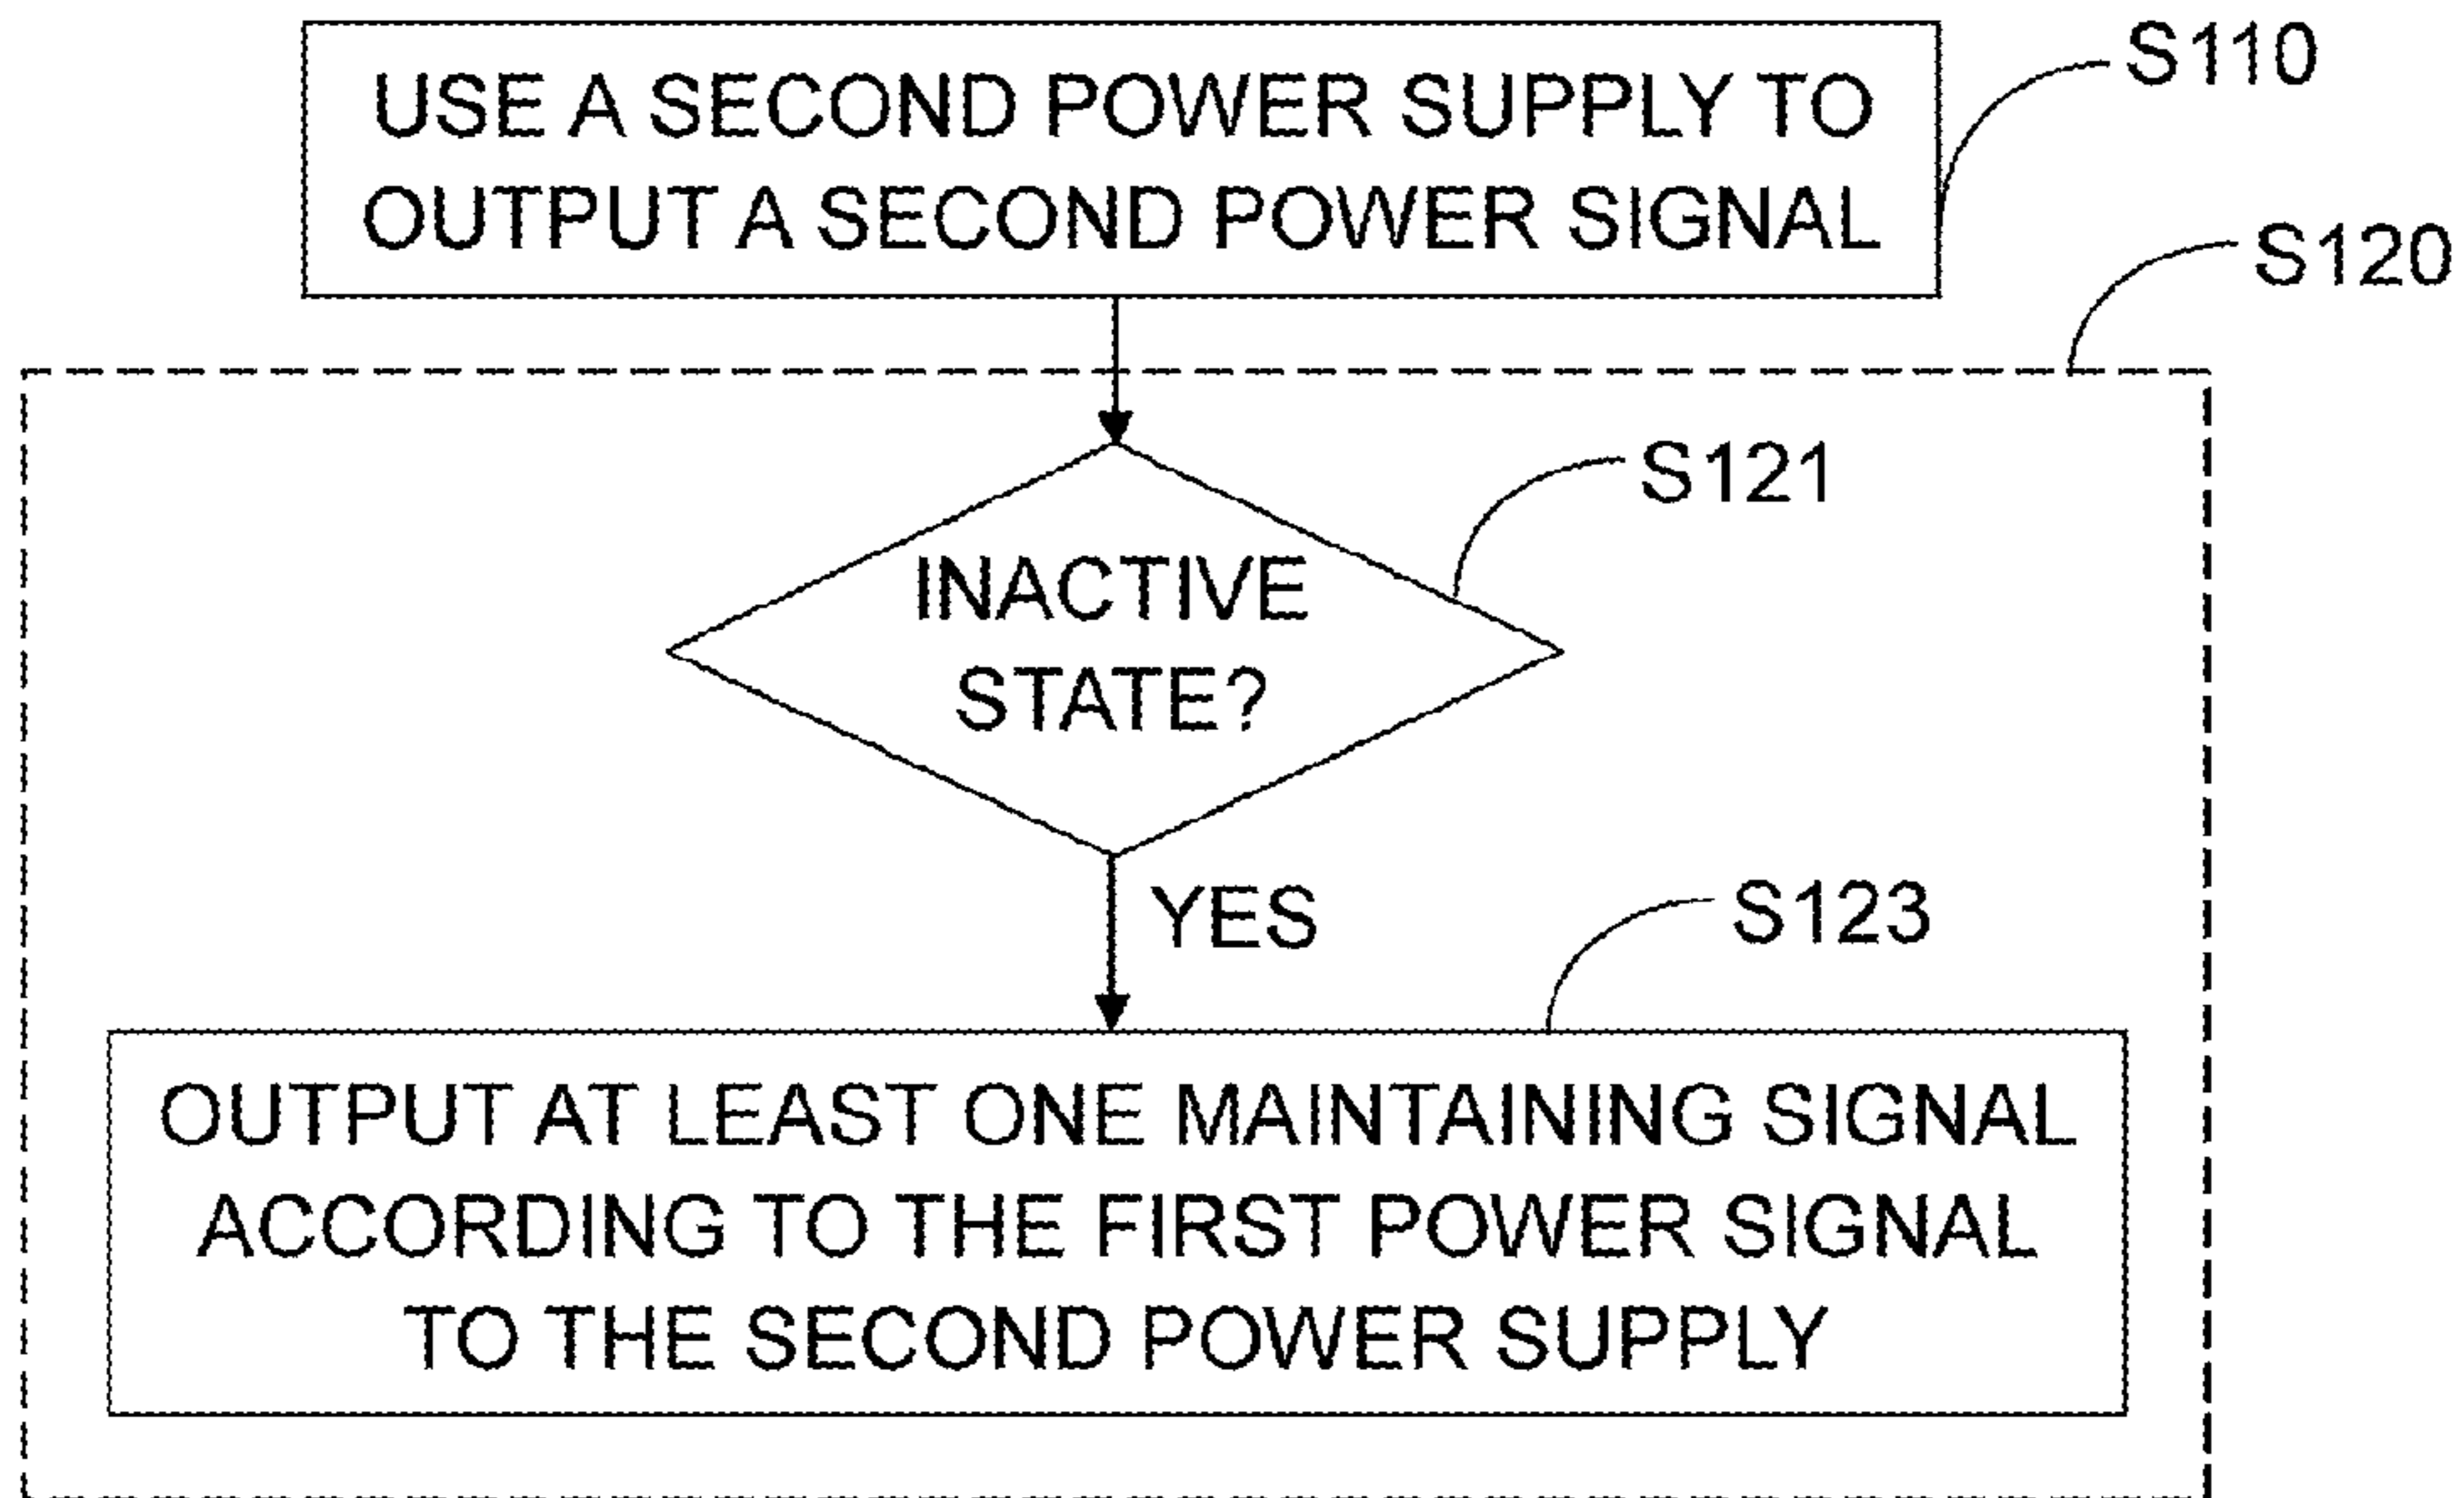 USE A SECOND POWER SUPPLY TO
OUTPUT A SECOND POWER SIGNAL
S110
S120
INACTIVE
STATE?
S121
YES
S123
OUTPUT AT LEAST ONE MAINTAINING SIGNAL
ACCORDING TO THE FIRST POWER SIGNAL
TO THE SECOND POWER SUPPLY